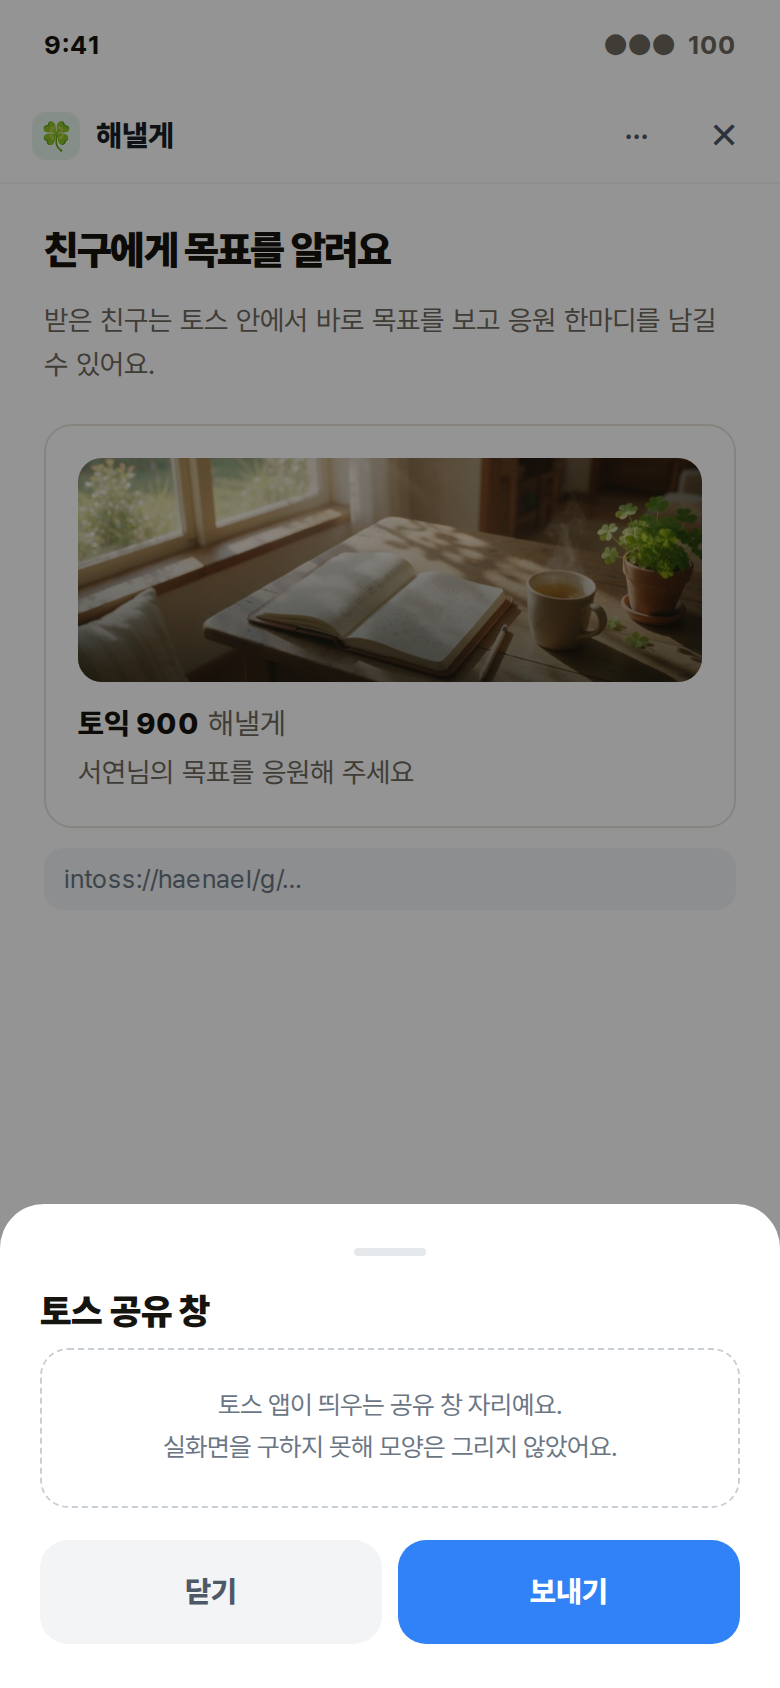 9:41
100
해낼게
친구에게 목표를 알려요
받은 친구는 토스 안에서 바로 목표를 보고 응원 한마디를 남길
수 있어요.
토익 900 해낼게
서연님의 목표를 응원해 주세요
intoss://haenael/g/...
토스 공유 창
토스 앱이 띄우는 공유 창 자리예요.
실화면을 구하지 못해 모양은 그리지 않았어요.
닫기
보내기